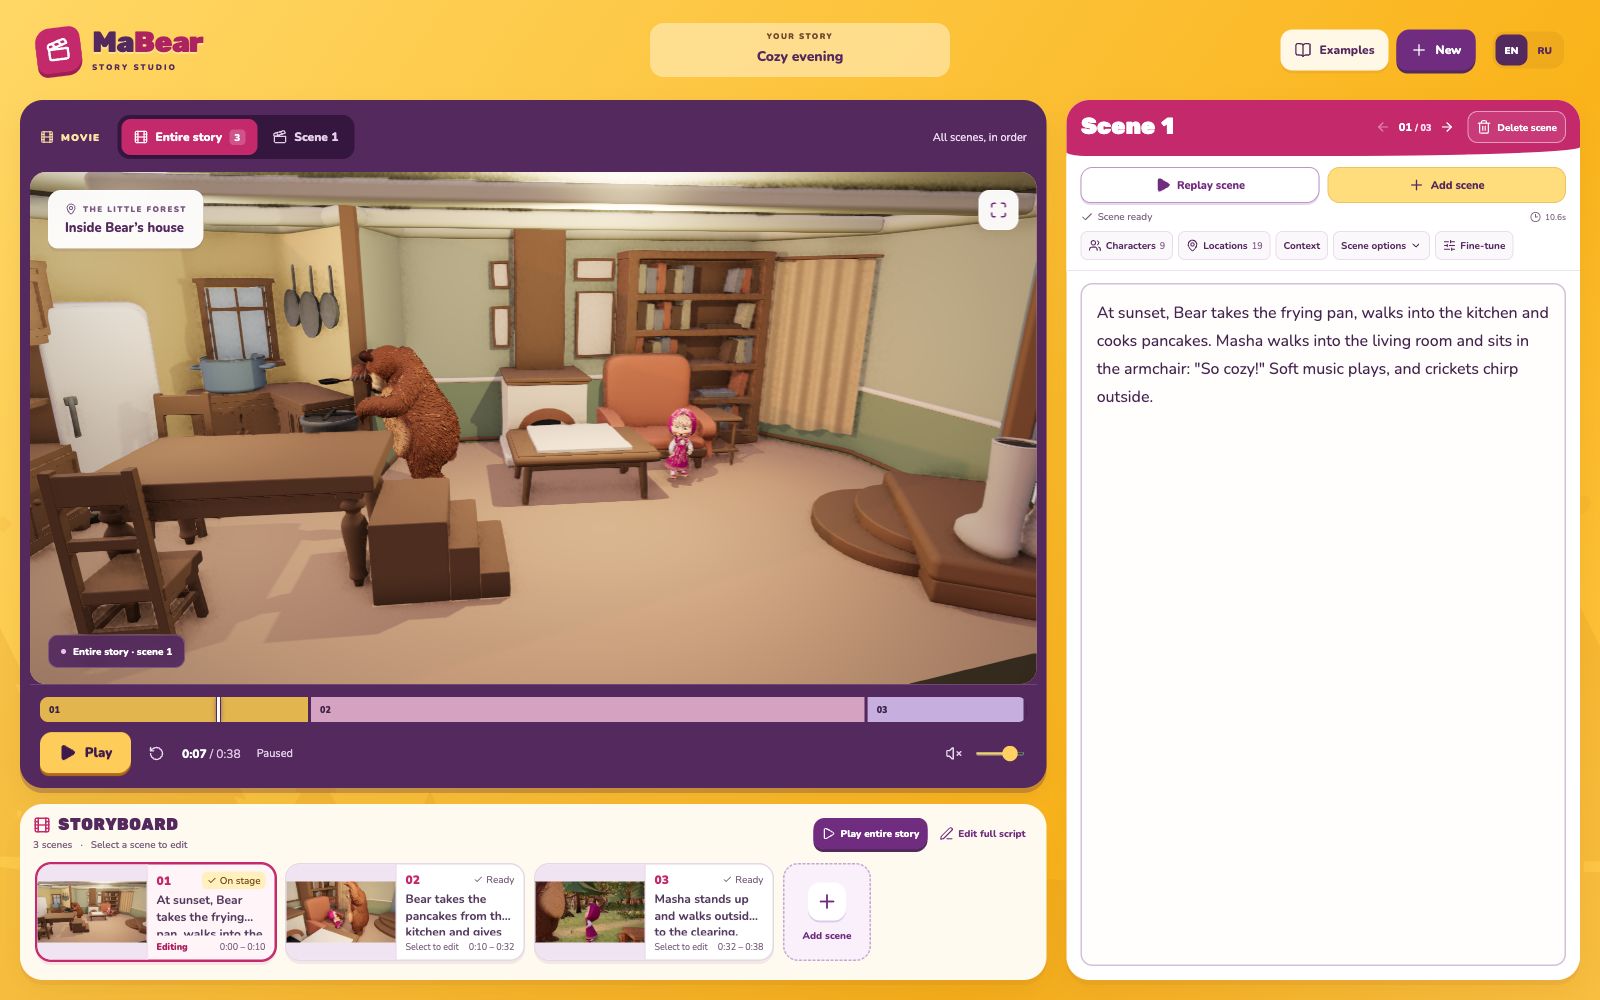 MaBear
STORY STUDIO
YOUR STORY
Cozy evening
Examples
New
EN
RU
MOVIE
Entire story 3
Scene 1
All scenes, in order
THE LITTLE FOREST
Inside Bear's house
Entire story · scene 1
01
02
03
Play
0:07 / 0:38
Paused
Scene 1
01 / 03
Delete scene
Replay scene
Add scene
Scene ready
10.6s
Characters 9
Locations 19
Context
Scene options
Fine-tune
At sunset, Bear takes the frying pan, walks into the kitchen and
cooks pancakes. Masha walks into the living room and sits in
the armchair: "So cozy!" Soft music plays, and crickets chirp
outside.
STORYBOARD
3 scenes · Select a scene to edit
Play entire story
Edit full script
01
On stage
At sunset, Bear
takes the frying...
pan, walks into the
Editing
0:00 – 0:10
02
Ready
Bear takes the
pancakes from th...
kitchen and gives
Select to edit
0:10 – 0:32
03
Ready
Masha stands up
and walks outsid...
to the clearing.
Select to edit
0:32 – 0:38
Add scene